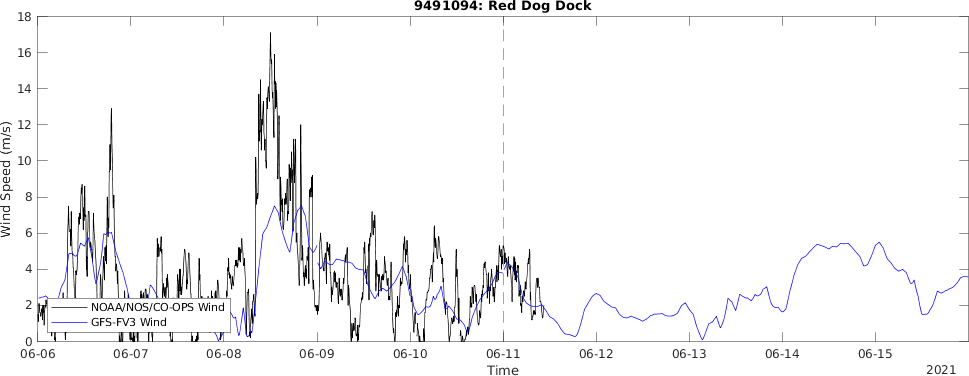 9491094: Red Dog Dock
Wind Speed (m/s)
18
16
14
12
10
8
6
4
2
0
NOAA/NOS/CO-OPS Wind
GFS-FV3 Wind
06-06 06-07 06-08 06-09 06-10 06-11 06-12 06-13 06-14 06-15
Time
2021